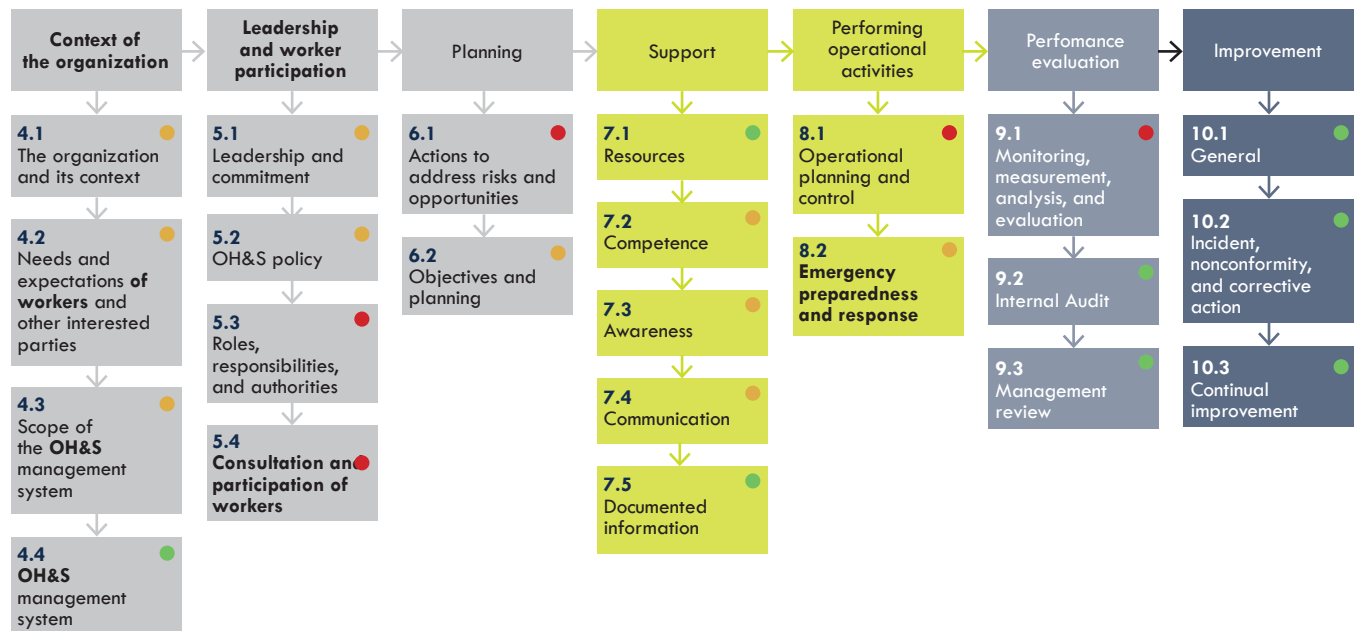 Context of
the organization
Leadership
and worker
participation
Planning
Support
Performing
operational
activities
Perfomance
evaluation
Improvement
4.1
The organization
and its context
4.2
Needs and
expectations of
workers and
other interested
parties
4.3
Scope of
the OH&S
management
system
4.4
OH&S
management
system
5.1
Leadership and
commitment
5.2
OH&S policy
5.3
Roles,
responsibilities,
and authorities
5.4
Consultation and
participation of
workers
6.1
Actions to
address risks and
opportunities
6.2
Objectives and
planning
7.1
Resources
7.2
Competence
7.3
Awareness
7.4
Communication
7.5
Documented
information
8.1
Operational
planning and
control
8.2
Emergency
preparedness
and response
9.1
Monitoring,
measurement,
analysis, and
evaluation
9.2
Internal Audit
9.3
Management
review
10.1
General
10.2
Incident,
nonconformity,
and corrective
action
10.3
Continual
improvement